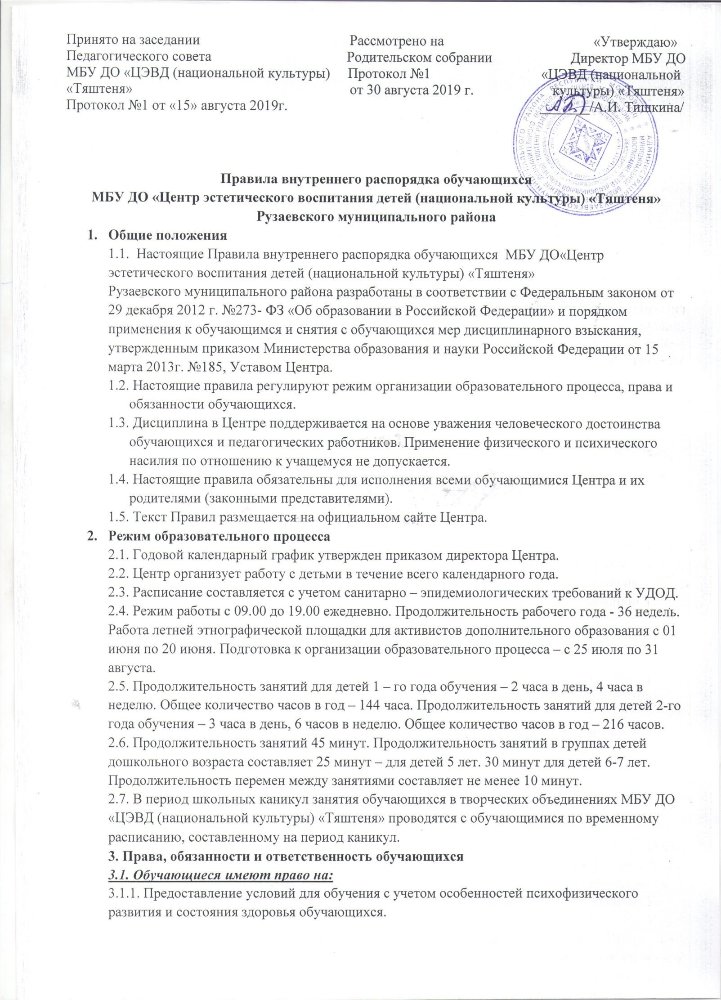 Принято на заседании
Педагогического совета
МБУ ДО «ЦЭВД (национальной культуры)
«Тяштеня»
Протокол №1 от «15» августа 2019г.
Рассмотрено на
Родительском собрании
Протокол №1
от 30 августа 2019 г.
«Утверждаю»
Директор МБУ ДО
«ЦЭВД (национальной
культуры) «Тяштеня»
/А.И. Тишкина/
Правила внутреннего распорядка обучающихся
МБУ ДО «Центр эстетического воспитания детей (национальной культуры) «Тяштеня»
Рузаевского муниципального района
1. Общие положения
1.1. Настоящие Правила внутреннего распорядка обучающихся МБУ ДО«Центр
эстетического воспитания детей (национальной культуры) «Тяштеня»
Рузаевского муниципального района разработаны в соответствии с Федеральным законом от
29 декабря 2012 г. №273- ФЗ «Об образовании в Российской Федерации» и порядком
применения к обучающимся и снятия с обучающихся мер дисциплинарного взыскания,
утвержденным приказом Министерства образования и науки Российской Федерации от 15
марта 2013г. №185, Уставом Центра.
1.2. Настоящие правила регулируют режим организации образовательного процесса, права и
обязанности обучающихся.
1.3. Дисциплина в Центре поддерживается на основе уважения человеческого достоинства
обучающихся и педагогических работников. Применение физического и психического
насилия по отношению к учащемуся не допускается.
1.4. Настоящие правила обязательны для исполнения всеми обучающимися Центра и их
родителями (законными представителями).
1.5. Текст Правил размещается на официальном сайте Центра.
2. Режим образовательного процесса
2.1. Годовой календарный график утвержден приказом директора Центра.
2.2. Центр организует работу с детьми в течение всего календарного года.
2.3. Расписание составляется с учетом санитарно – эпидемиологических требований к УДОД.
2.4. Режим работы с 09.00 до 19.00 ежедневно. Продолжительность рабочего года - 36 недель.
Работа летней этнографической площадки для активистов дополнительного образования с 01
июня по 20 июня. Подготовка к организации образовательного процесса – с 25 июля по 31
августа.
2.5. Продолжительность занятий для детей 1 – го года обучения – 2 часа в день, 4 часа в
неделю. Общее количество часов в год – 144 часа. Продолжительность занятий для детей 2-го
года обучения – 3 часа в день, 6 часов в неделю. Общее количество часов в год – 216 часов.
2.6. Продолжительность занятий 45 минут. Продолжительность занятий в группах детей
дошкольного возраста составляет 25 минут – для детей 5 лет. 30 минут для детей 6-7 лет.
Продолжительность перемен между занятиями составляет не менее 10 минут.
2.7. В период школьных каникул занятия обучающихся в творческих объединениях МБУ ДО
«ЦЭВД (национальной культуры) «Тяштеня» проводятся с обучающимися по временному
расписанию, составленному на период каникул.
3. Права, обязанности и ответственность обучающихся
3.1. Обучающиеся имеют право на:
3.1.1. Предоставление условий для обучения с учетом особенностей психофизического
развития и состояния здоровья обучающихся.